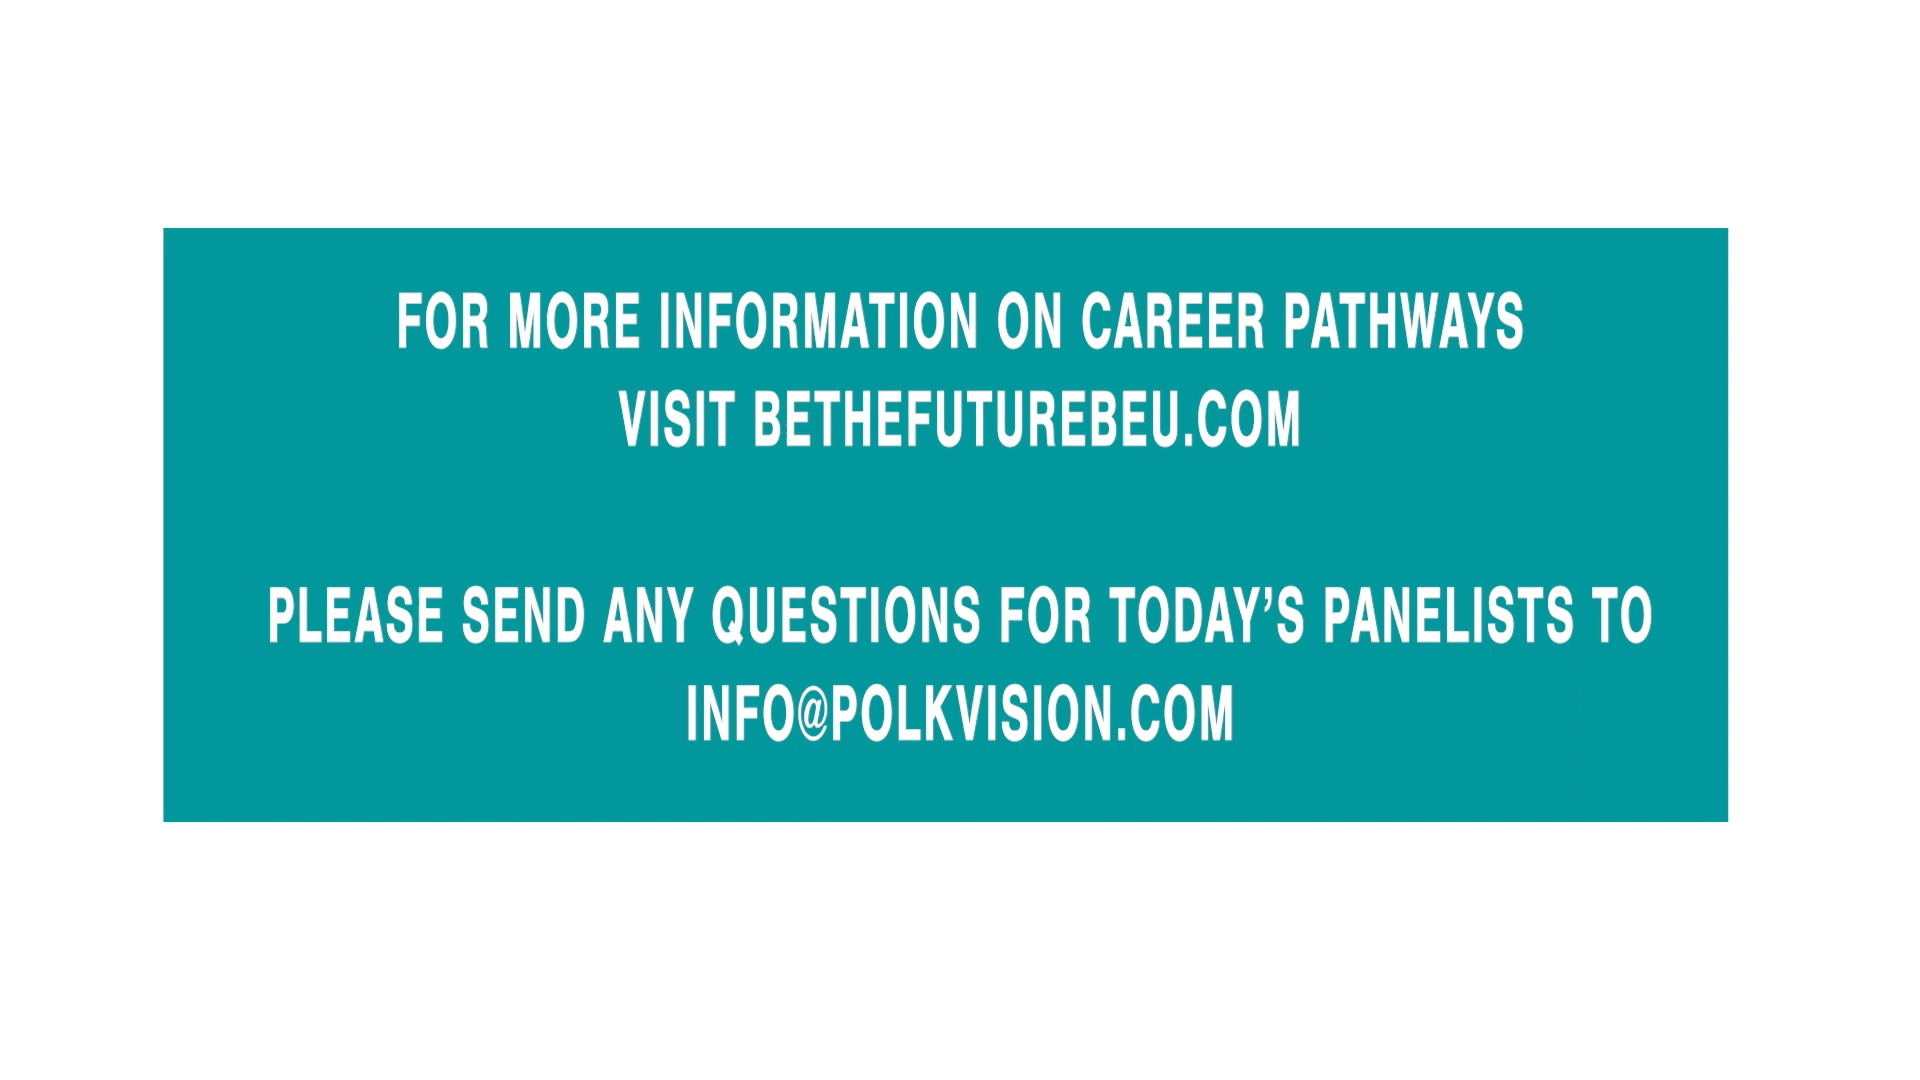 FOR MORE INFORMATION ON CAREER PATHWAYS
VISIT BETHEFUTUREBEU.COM
PLEASE SEND ANY QUESTIONS FOR TODAY’S PANELISTS TO
INFO@POLKVISION.COM